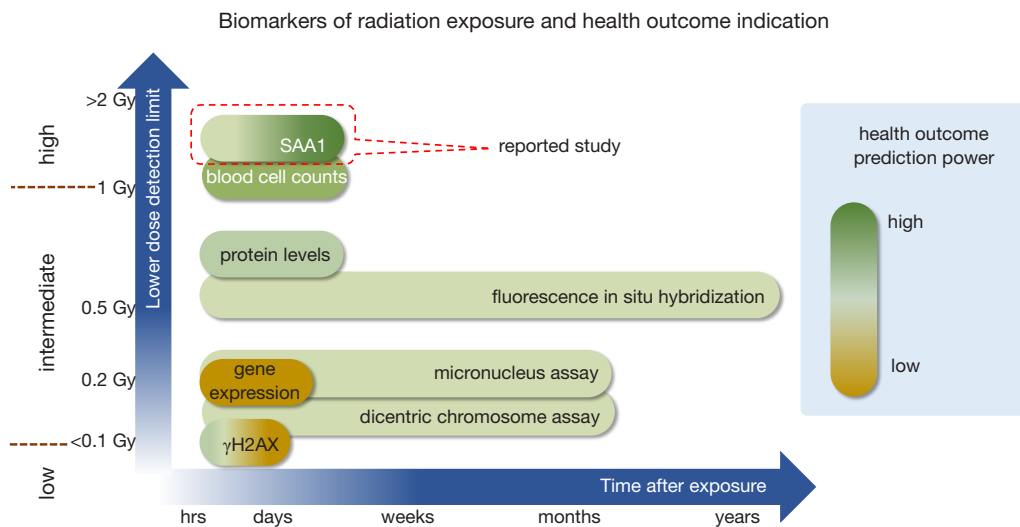 Biomarkers of radiation exposure and health outcome indication
>2 Gy
1 Gy
0.5 Gy
0.2 Gy
<0.1 Gy
high
intermediate
low
Lower dose detection limit
SAA1
blood cell counts
reported study
protein levels
fluorescence in situ hybridization
gene
expression
micronucleus assay
dicentric chromosome assay
γH2AX
Time after exposure
hrs
days
weeks
months
years
health outcome
prediction power
high
low